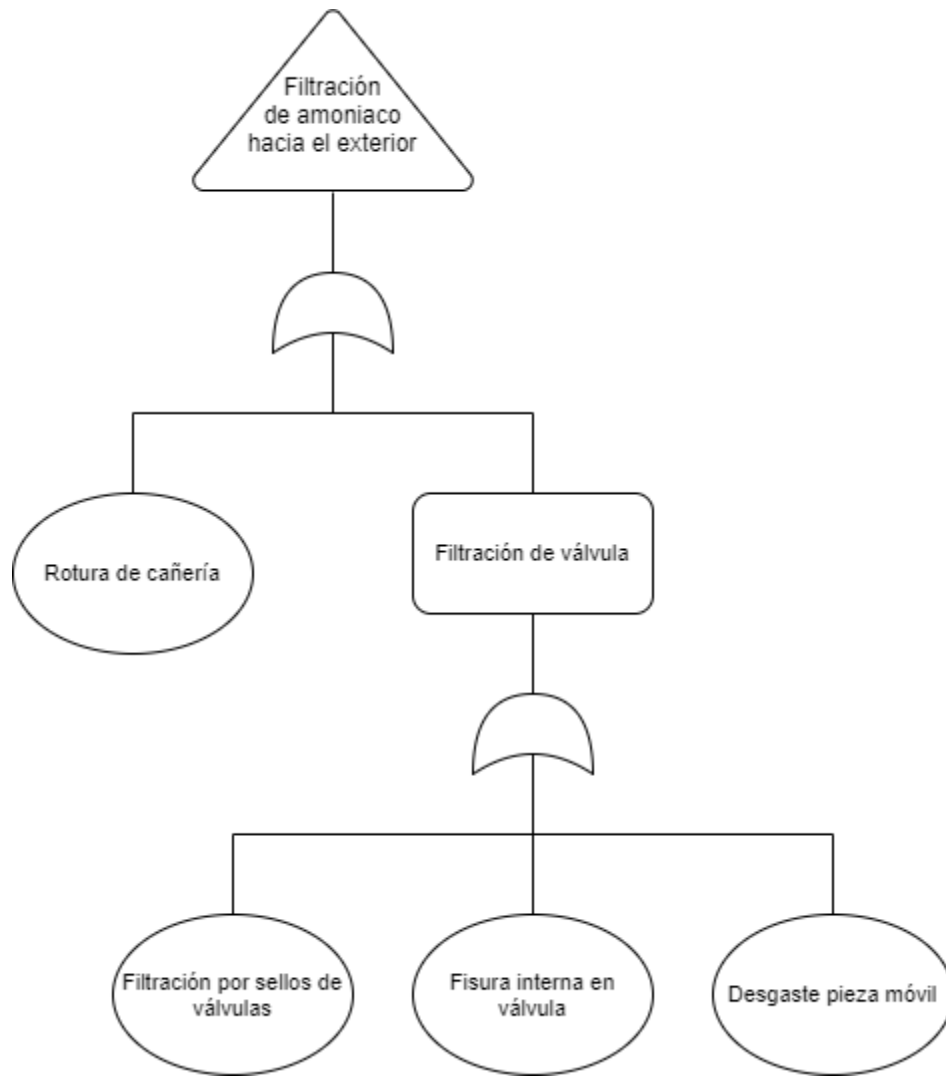 Filtración
de amoniaco
hacia el exterior
Rotura de cañería
Filtración de válvula
Filtración por sellos de
válvulas
Fisura interna en
válvula
Desgaste pieza móvil